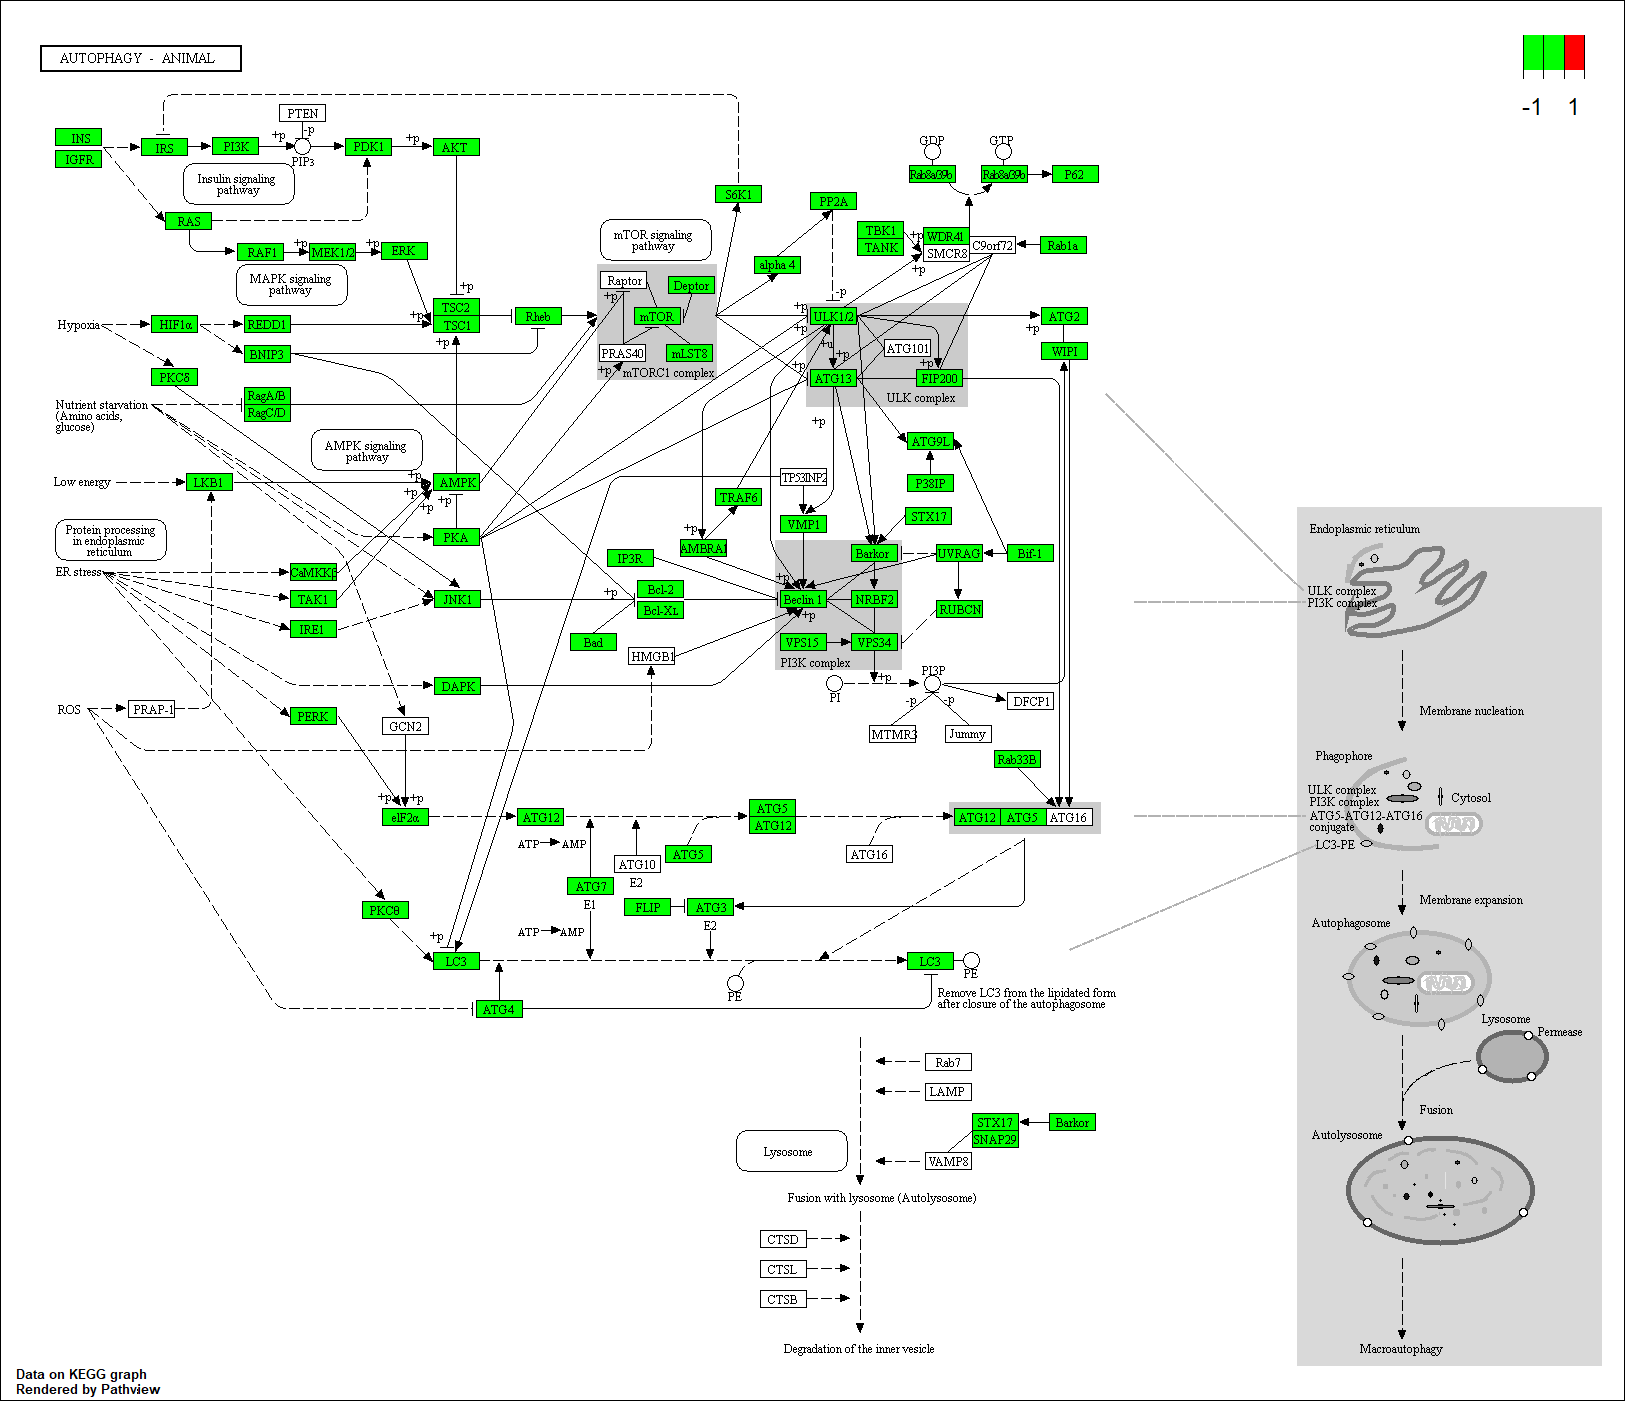 AUTOPHAGY - ANIMAL
-1 1
PTEN
INS
IGFR
IRS
PI3K
+p
-p
PIP3
PDK1
+p
AKT
Insulin signaling
pathway
RAS
RAF1
+p
MEK1/2
+p
ERK
MAPK signaling
pathway
+p
TSC2
TSC1
+p
Hypoxia
HIF1α
REDD1
BNIP3
PKCδ
Rheb
Nutrient starvation
(Amino acids,
glucose)
RagA/B
RagC/D
AMPK signaling
pathway
Low energy
LKB1
+p
+p
+p
AMPK
PKA
Protein processing
in endoplasmic
reticulum
ER stress
CaMKKβ
TAK1
IRE1
JNK1
DAPK
PERK
ROS
PRAP-1
GCN2
+p
+p
eIF2α
PKCθ
S6K1
mTOR signaling
pathway
Raptor
+p
Deptor
mTOR
PRAS40
mLST8
+p
mTORC1 complex
PP2A
alpha 4
-p
GDP
GTP
Rab8a/39b
Rab8a/39b
P62
TBK1
TANK
+p
+p
WDR41
SMCR8
C9orf72
Rab1a
+p
+p
ULK1/2
+u
+p
ATG101
+p
+p
ATG13
FIP200
ULK complex
+p
+p
ATG2
WIPI
ATG9L
P38IP
TP53INP2
TRAF6
VMP1
STX17
+p
AMBRA1
IP3R
Barkor
UVRAG
Bif-1
+p
Beclin 1
+p
NRBF2
RUBCN
VPS15
VPS34
PI3K complex
+p
Bcl-2
Bcl-XL
+p
Bad
HMGB1
PI
PI3P
DFCP1
-p
-p
MTMR3
Jummy
Rab33B
ATG12
ATP
AMP
ATG10
E2
ATG7
E1
ATG5
ATG5
ATG12
ATG16
ATG12
ATG5
ATG16
FLIP
ATG3
E2
ATP
AMP
+p
LC3
ATG4
PE
LC3
PE
Remove LC3 from the lipidated form
after closure of the autophagosome
Rab7
LAMP
STX17
SNAP29
Barkor
VAMP8
Lysosome
Fusion with lysosome (Autolysosome)
CTSD
CTSL
CTSB
Degradation of the inner vesicle
Endoplasmic reticulum
ULK complex
PI3K complex
Membrane nucleation
Phagophore
ULK complex
PI3K complex
ATG5-ATG12-ATG16
conjugate
LC3-PE
Cytosol
Membrane expansion
Autophagosome
Lysosome
Permease
Fusion
Autolysosome
Macroautophagy
Data on KEGG graph
Rendered by Pathview